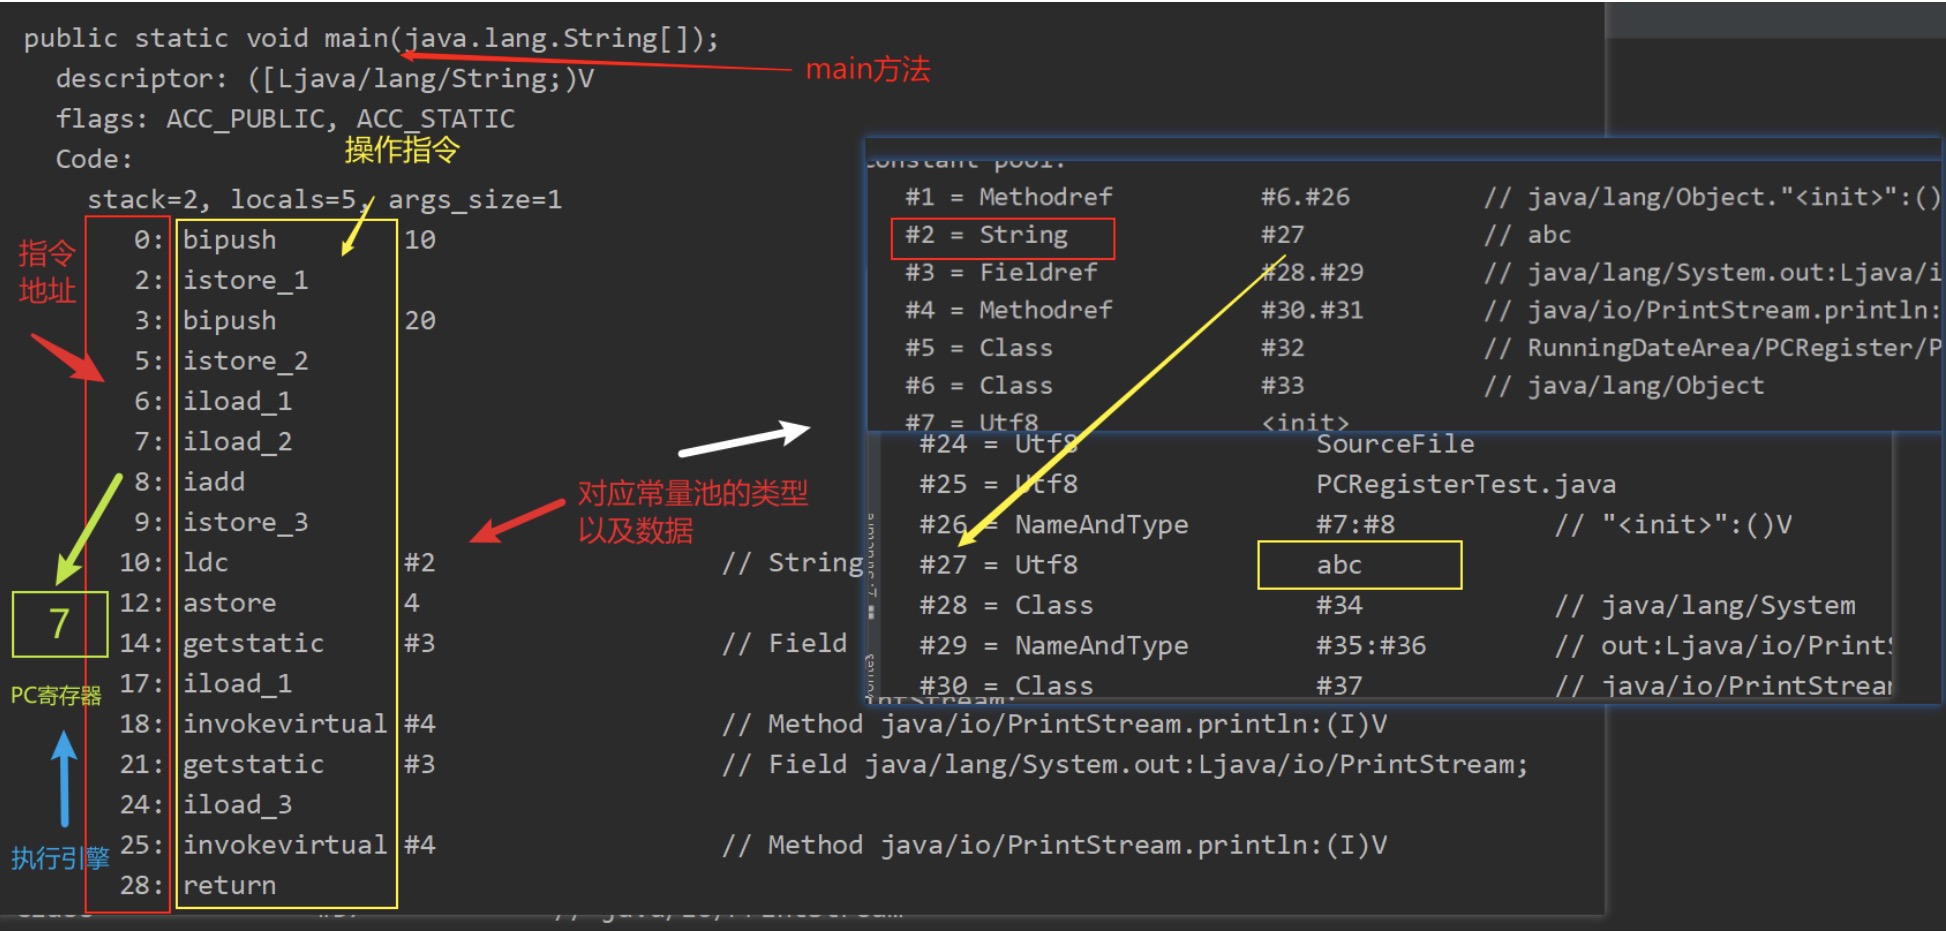 public static void main(java.lang.String[]);
main方法
descriptor: ([Ljava/lang/String;)V
flags: ACC_PUBLIC, ACC_STATIC
操作指令
Code:
stack=2, locals=5, args_size=1
指令
地址
0: bipush 10
2: istore_1
3: bipush 20
5: istore_2
6: iload_1
7: iload_2
8: iadd
9: istore_3
10: ldc #2 // String
12: astore 4
14: getstatic #3 // Field
17: iload_1
18: invokevirtual #4 // Method java/io/PrintStream.println:(I)V
21: getstatic #3 // Field java/lang/System.out:Ljava/io/PrintStream;
24: iload_3
25: invokevirtual #4 // Method java/io/PrintStream.println:(I)V
28: return
7
PC寄存器
执行引擎
对应常量池的类型
以及数据
constant pool:
#1 = Methodref #6.#26 // java/lang/Object."<init>":()
#2 = String #27 // abc
#3 = Fieldref #28.#29 // java/lang/System.out:Ljava/i
#4 = Methodref #30.#31 // java/io/PrintStream.println:
#5 = Class #32 // RunningDateArea/PCRegister/P
#6 = Class #33 // java/lang/Object
#7 = Utf8 <init>
#24 = Utf8 SourceFile
#25 = Utf8 PCRegisterTest.java
#26 = NameAndType #7:#8 // "<init>":()V
#27 = Utf8 abc
#28 = Class #34 // java/lang/System
#29 = NameAndType #35:#36 // out:Ljava/io/Print
#30 = Class #37 // java/io/PrintStrea